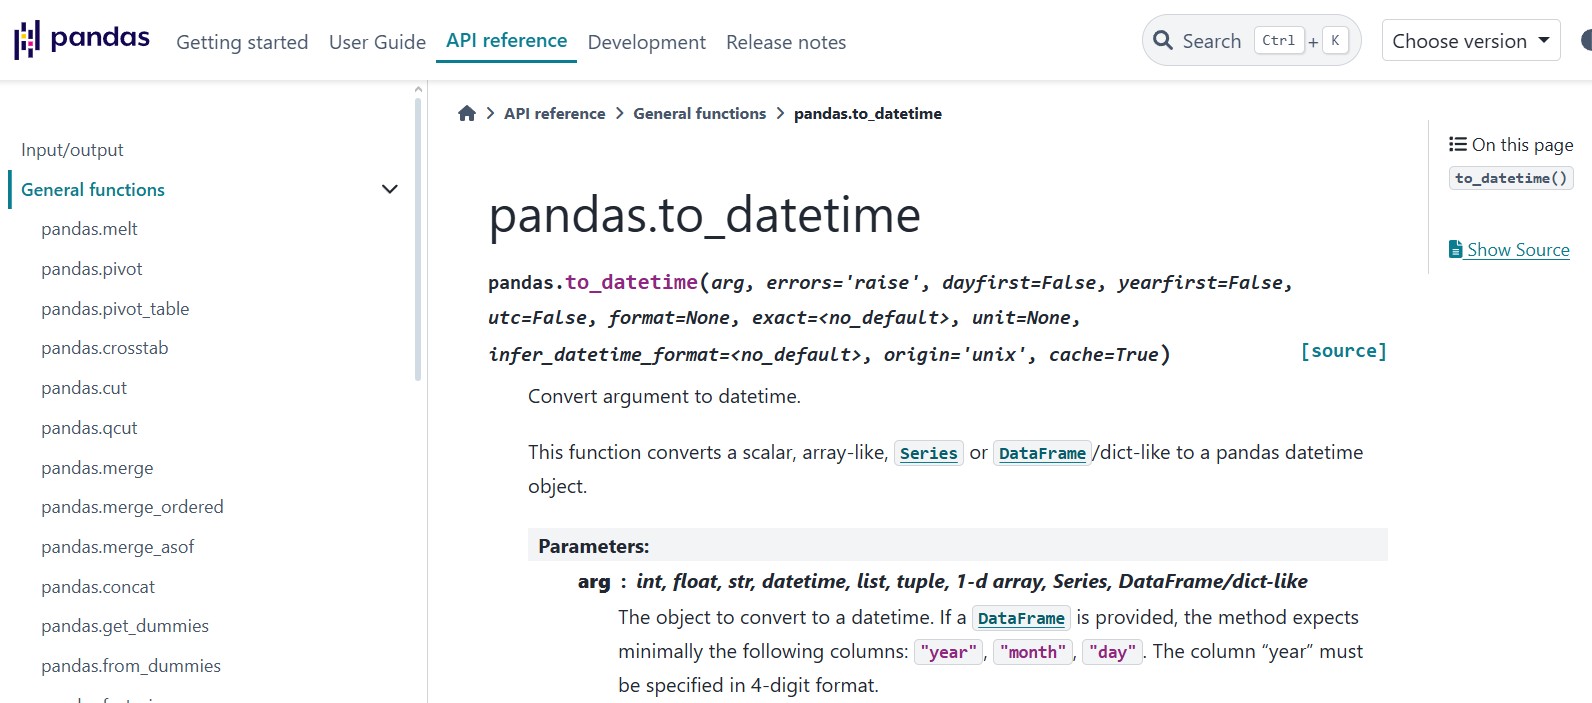 pandas
Getting started
User Guide
API reference
Development
Release notes
Search Ctrl + K
Choose version
Input/output
General functions
pandas.melt
pandas.pivot
pandas.pivot_table
pandas.crosstab
pandas.cut
pandas.qcut
pandas.merge
pandas.merge_ordered
pandas.merge_asof
pandas.concat
pandas.get_dummies
pandas.from_dummies
API reference > General functions > pandas.to_datetime
pandas.to_datetime
pandas.to_datetime(arg, errors='raise', dayfirst=False, yearfirst=False,
utc=False, format=None, exact=<no_default>, unit=None,
infer_datetime_format=<no_default>, origin='unix', cache=True)
[source]
Convert argument to datetime.
This function converts a scalar, array-like, Series or DataFrame/dict-like to a pandas datetime
object.
Parameters:
arg : int, float, str, datetime, list, tuple, 1-d array, Series, DataFrame/dict-like
The object to convert to a datetime. If a DataFrame is provided, the method expects
minimally the following columns: "year", "month", "day". The column “year” must
be specified in 4-digit format.
On this page
to_datetime()
Show Source